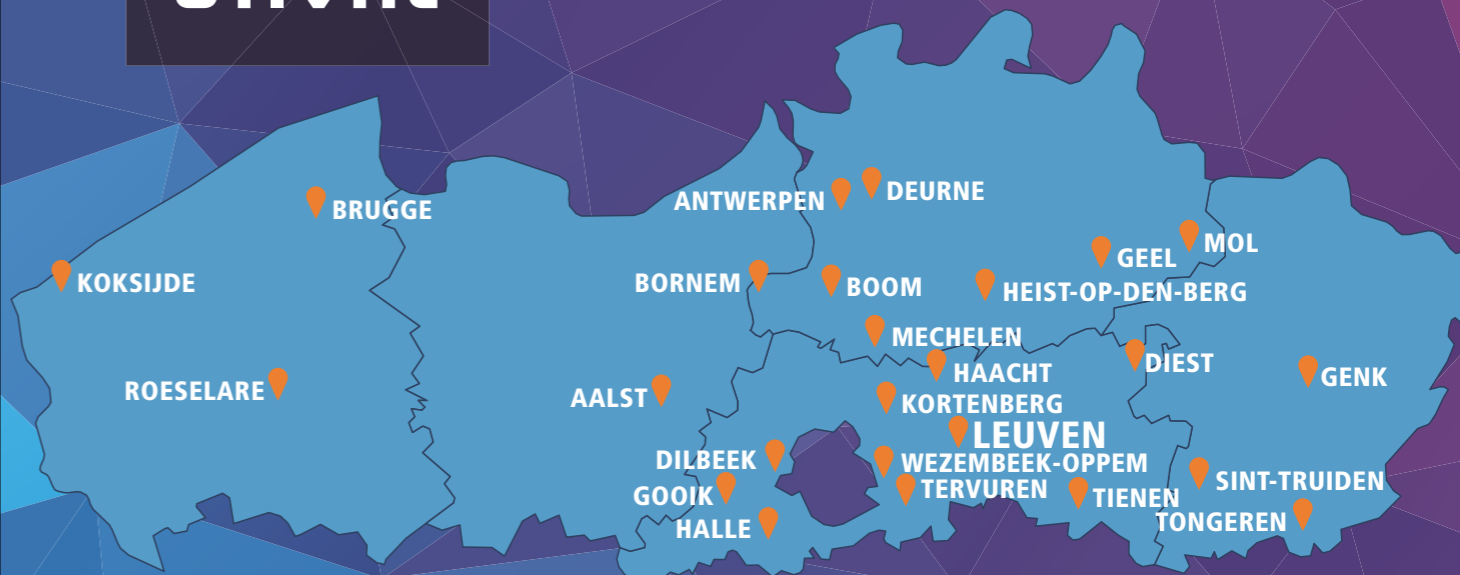 ANTWERPEN
DEURNE
BRUGGE
MOL
GEEL
KOKSIJDE
BORNEM
BOOM
HEIST-OP-DEN-BERG
MECHELEN
DIEST
HAACHT
GENK
ROESELARE
AALST
KORTENBERG
LEUVEN
DILBEEK
WEZEMBEEK-OPPEM
SINT-TRUIDEN
GOOIK
TERVUREN
TIENEN
TONGEREN
HALLE